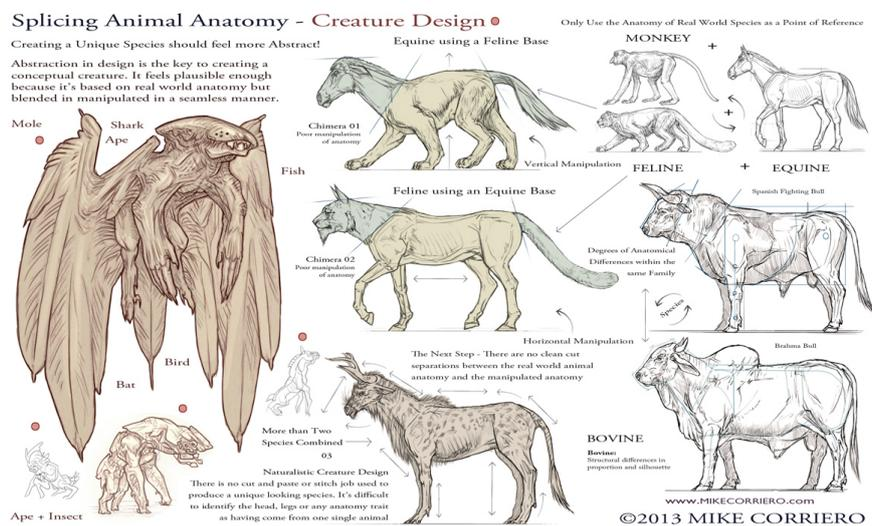 Splicing Animal Anatomy - Creature Design
Creating a Unique Species should feel more Abstract!
Abstraction in design is the key to creating a
conceptual creature. It feels plausible enough
because it's based on real world anatomy but
blended in manipulated in a seamless manner.
Mole
Shark
Ape
Fish
Bird
Bat
Ape + Insect
Equine using a Feline Base
Chimera 01
Poor manipulation
of anatomy
Vertical Manipulation
Feline using an Equine Base
Chimera 02
Poor manipulation
of anatomy
Horizontal Manipulation
The Next Step - There are no clean cut
separations between the real world animal
anatomy and the manipulated anatomy
More than Two
Species Combined
03
Naturalistic Creature Design
There is no cut and paste or stitch job used to
produce a unique looking species. It's difficult
to identify the head, legs or any anatomy trait
as having come from one single animal
Only Use the Anatomy of Real World Species as a Point of Reference
MONKEY
+
+
FELINE + EQUINE
Spanish Fighting Bull
Degrees of Anatomical
Differences within the
same Family
Species
Brahma Bull
BOVINE
Bovine:
Structural differences in
proportion and silhouette
www.MIKECORRIERO.com
©2013 MIKE CORRIERO